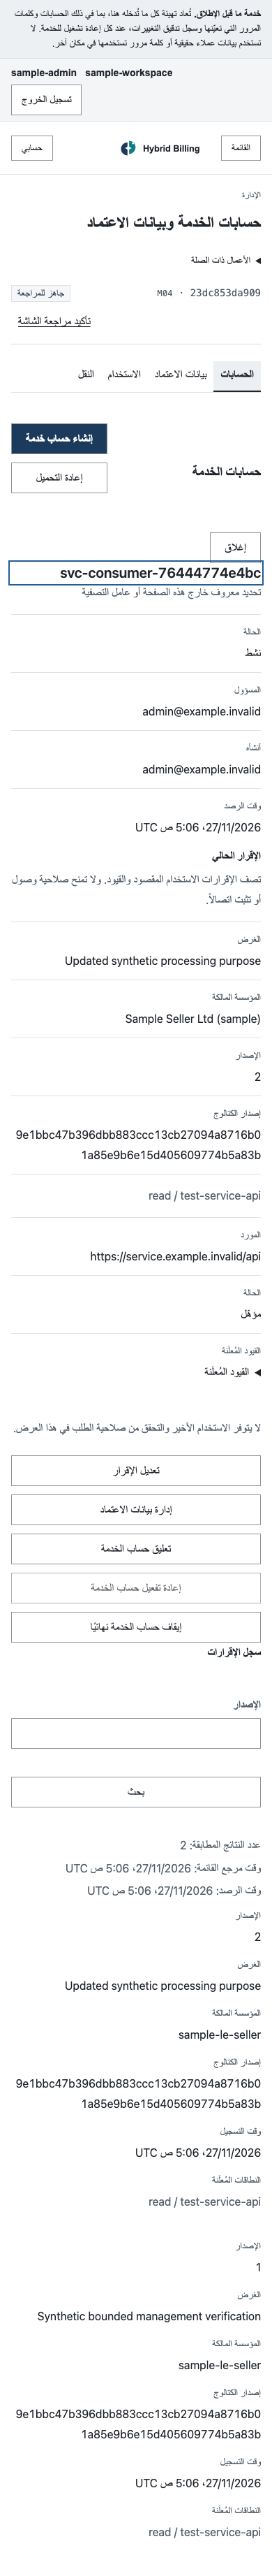 خدمة ما قبل الإطلاق. تُعاد تهيئة كل ما تُدخله هنا، بما في ذلك الحسابات وكلمات
المرور التي تعيّنها وسجل تدقيق التغييرات، عند كل إعادة تشغيل للخدمة. لا
تستخدم بيانات عملاء حقيقية أو كلمة مرور تستخدمها في مكان آخر.
sample-admin sample-workspace
تسجيل الخروج
القائمة
Hybrid Billing
حسابي
الإدارة
حسابات الخدمة وبيانات الاعتماد
الأعمال ذات الصلة
M04 · 23dc853da909
جاهز للمراجعة
تأكيد مراجعة الشاشة
الحسابات بيانات الاعتماد الاستخدام النقل
إنشاء حساب خدمة
حسابات الخدمة
إعادة التحميل
إغلاق
svc-consumer-76444774e4bc
تحديد معروف خارج هذه الصفحة أو عامل التصفية
الحالة
نشط
المسؤول
admin@example.invalid
أنشأه
admin@example.invalid
وقت الرصد
27/11/2026، 5:06 ص UTC
الإقرار الحالي
تصف الإقرارات الاستخدام المقصود والقيود. ولا تمنح صلاحية وصول
أو تثبت اتصالاً.
الغرض
Updated synthetic processing purpose
المؤسسة المالكة
Sample Seller Ltd (sample)
الإصدار
2
إصدار الكتالوج
9e1bbc47b396dbb883ccc13cb27094a8716b0
1a85e9b6e15d405609774b5a83b
read / test-service-api
المورد
https://service.example.invalid/api
الحالة
مؤهّل
القيود المُعلَنة
القيود المُعلَنة
لا يتوفر الاستخدام الأخير والتحقق من صلاحية الطلب في هذا العرض.
تعديل الإقرار
إدارة بيانات الاعتماد
تعليق حساب الخدمة
إعادة تفعيل حساب الخدمة
إيقاف حساب الخدمة نهائيًا
سجل الإقرارات
الإصدار
بحث
عدد النتائج المطابقة: 2
وقت مرجع القائمة: 27/11/2026، 5:06 ص UTC
وقت الرصد: 27/11/2026، 5:06 ص UTC
الإصدار
2
الغرض
Updated synthetic processing purpose
المؤسسة المالكة
sample-le-seller
إصدار الكتالوج
9e1bbc47b396dbb883ccc13cb27094a8716b0
1a85e9b6e15d405609774b5a83b
وقت التسجيل
27/11/2026، 5:06 ص UTC
النطاقات المُعلَنة
read / test-service-api
الإصدار
1
الغرض
Synthetic bounded management verification
المؤسسة المالكة
sample-le-seller
إصدار الكتالوج
9e1bbc47b396dbb883ccc13cb27094a8716b0
1a85e9b6e15d405609774b5a83b
وقت التسجيل
27/11/2026، 5:06 ص UTC
النطاقات المُعلَنة
read / test-service-api